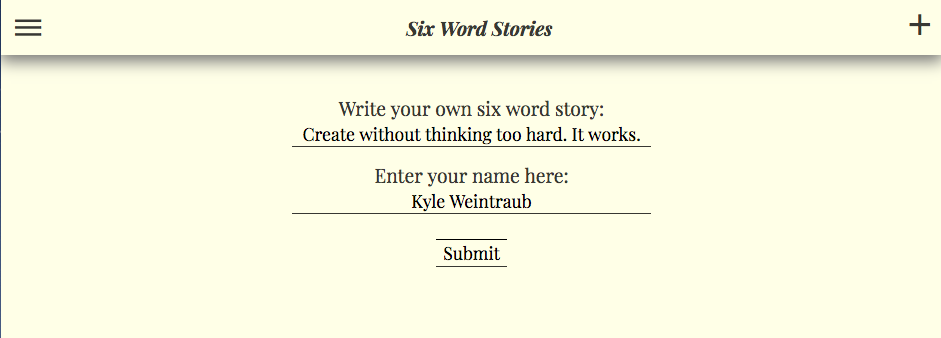 Six Word Stories
Write your own six word story:
Create without thinking too hard. It works.
Enter your name here:
Kyle Weintraub
Submit